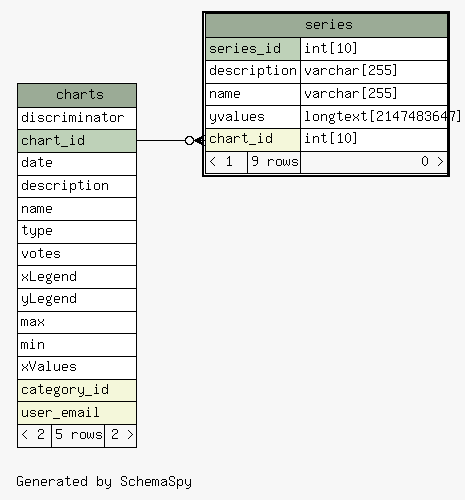 series
series_id int[10]
description varchar[255]
name varchar[255]
yvalues longtext[2147483647]
chart_id int[10]
< 1 9 rows 0 >
charts
discriminator
chart_id
date
description
name
type
votes
xLegend
yLegend
max
min
xValues
category_id
user_email
< 2 5 rows 2 >
Generated by SchemaSpy